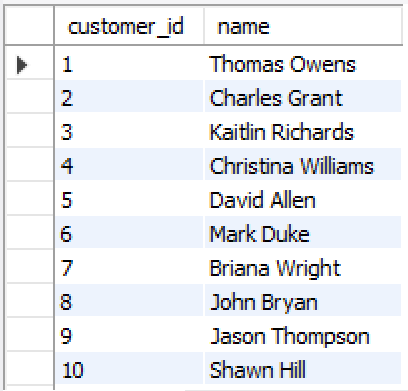 customer_id name
1 Thomas Owens
2 Charles Grant
3 Kaitlin Richards
4 Christina Williams
5 David Allen
6 Mark Duke
7 Briana Wright
8 John Bryan
9 Jason Thompson
10 Shawn Hill